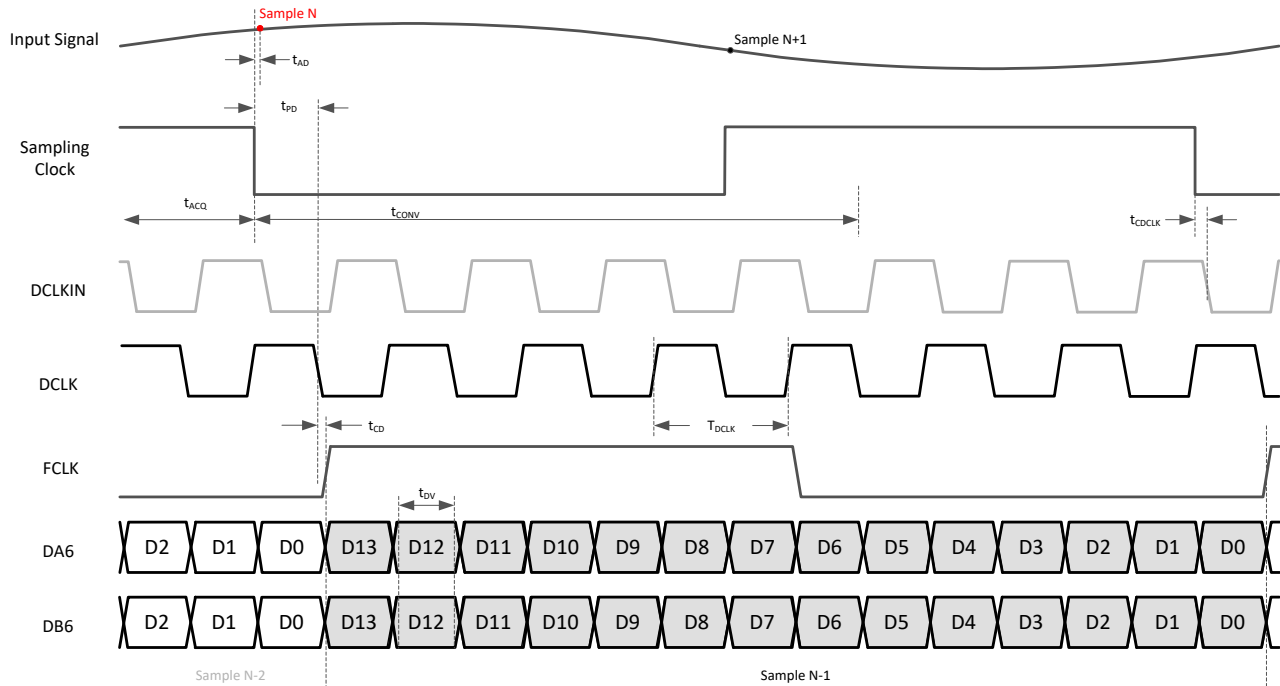 Sample N
Input Signal
Sample N+1
tAD
tPD
Sampling
Clock
tACQ
tCONV
tCDCLK
DCLKIN
DCLK
tCD
TDCLK
FCLK
tDV
DA6
D2 D1 D0 D13 D12 D11 D10 D9 D8 D7 D6 D5 D4 D3 D2 D1 D0
DB6
D2 D1 D0 D13 D12 D11 D10 D9 D8 D7 D6 D5 D4 D3 D2 D1 D0
Sample N-2
Sample N-1